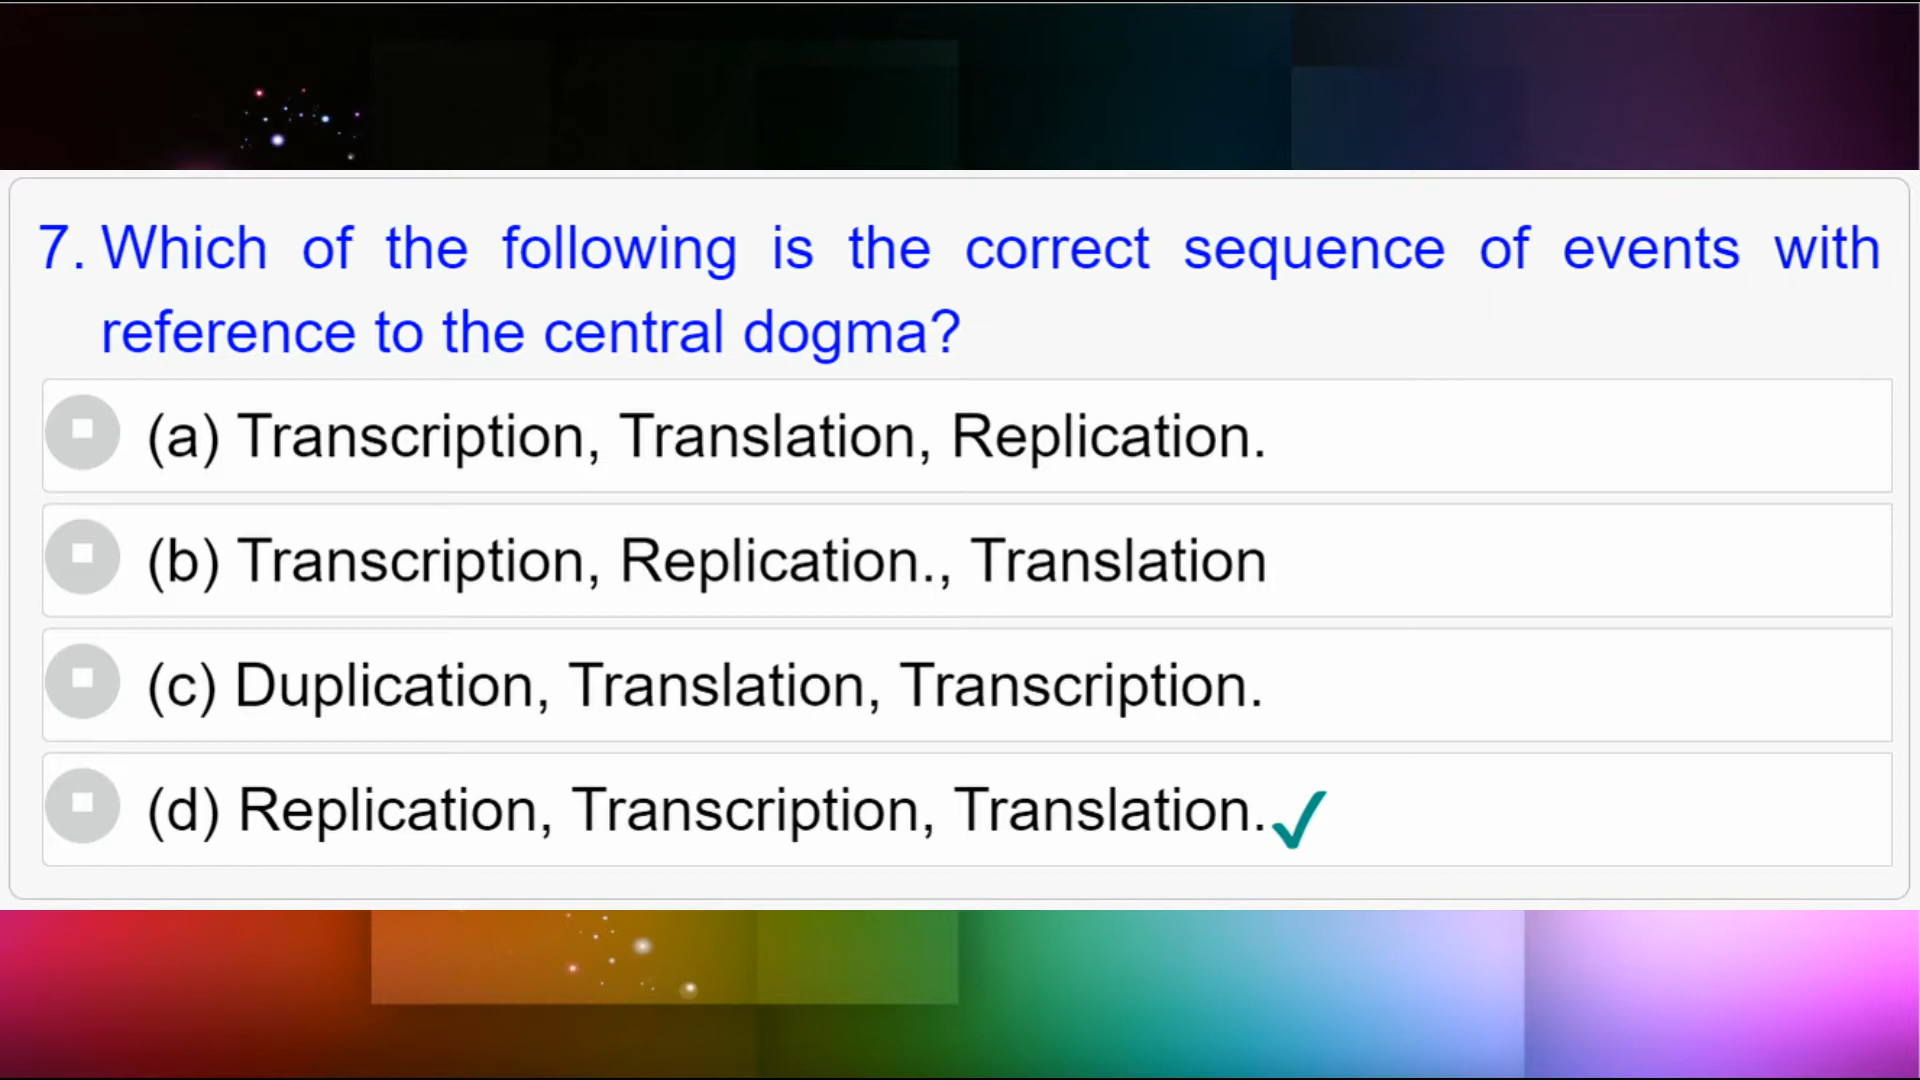 7. Which of the following is the correct sequence of events with
reference to the central dogma?
(a) Transcription, Translation, Replication.
(b) Transcription, Replication., Translation
(c) Duplication, Translation, Transcription.
(d) Replication, Transcription, Translation.